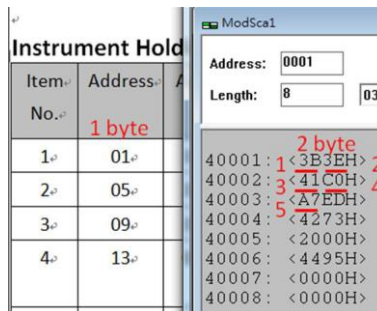 Instrument Hold
Item No. Address A
1 byte
1 01
2 05
3 09
4 13
ModSca1
Address: 0001
Length: 8 03
2 byte
40001: 1 <3B3EH> 2
40002: 3 <41C0H> 4
40003: 5 <A7EDH>
40004: <4273H>
40005: <2000H>
40006: <4495H>
40007: <0000H>
40008: <0000H>